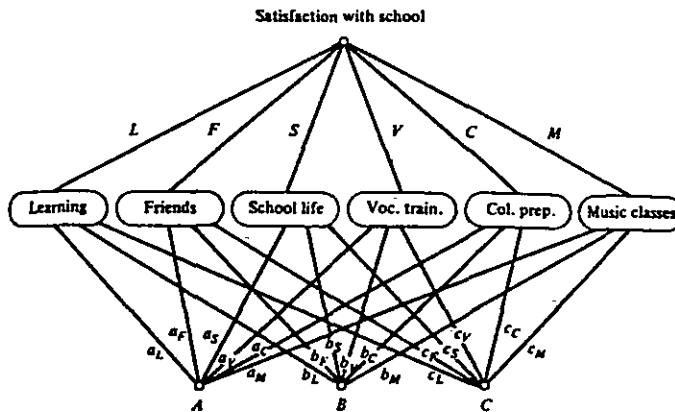 Satisfaction with school
L F S V C M
Learning Friends School life Voc. train. Col. prep. Music classes
a_F a_S b_S c_V c_C
a_L a_V a_C b_F b_V b_C c_F c_S c_M
a_M b_L b_M c_L
A B C